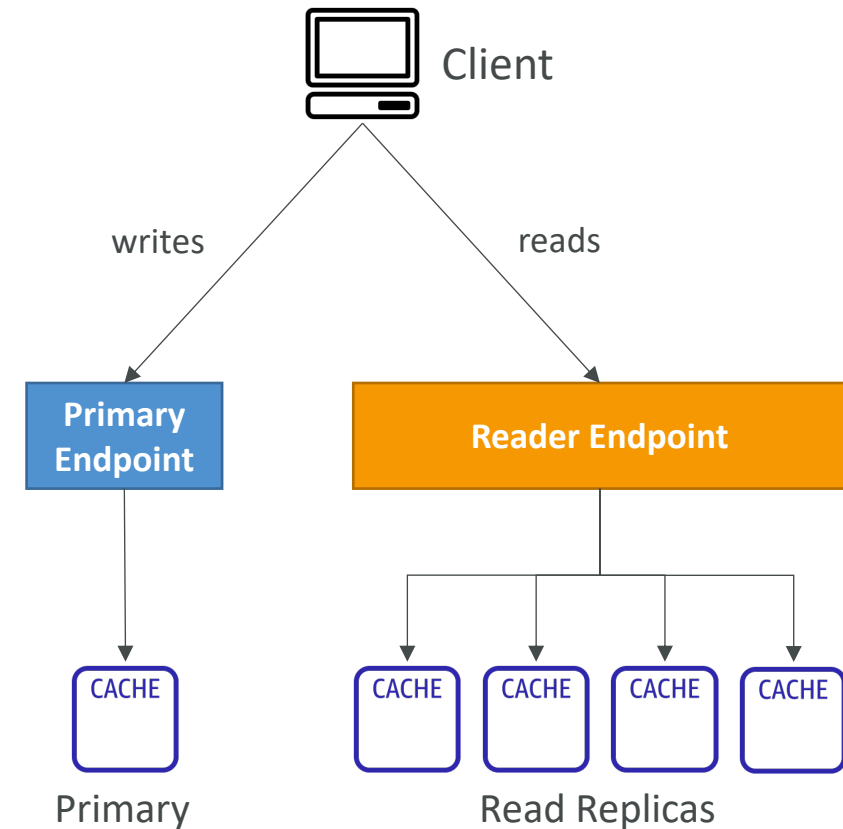 Client
writes
reads
Primary
Endpoint
Reader Endpoint
CACHE
CACHE
CACHE
CACHE
CACHE
Primary
Read Replicas